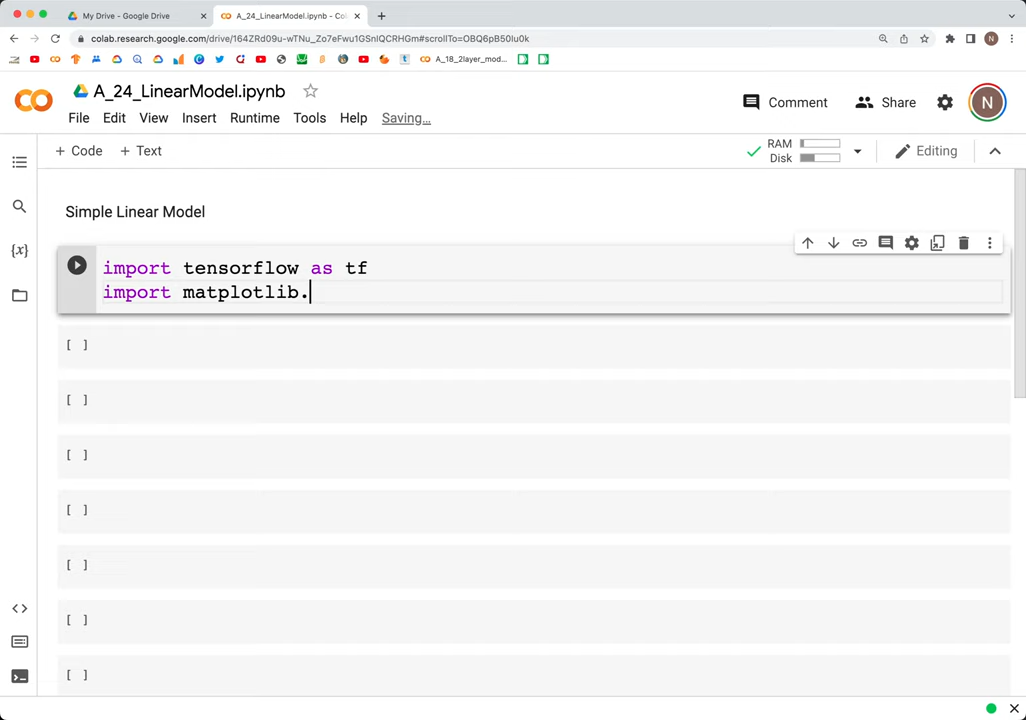 My Drive - Google Drive
A_24_LinearModel.ipynb - Col
colab.research.google.com/drive/164ZRd09u-wTNu_Zo7eFwu1GSnIQCRHGm#scrollTo=OBQ6pB50Iu0k
N
A_18_2layer_mod...
A_24_LinearModel.ipynb
Comment
Share
N
File Edit View Insert Runtime Tools Help Saving...
+ Code + Text
RAM
Disk
Editing
Simple Linear Model
import tensorflow as tf
import matplotlib.
[ ]
[ ]
[ ]
[ ]
[ ]
[ ]
[ ]